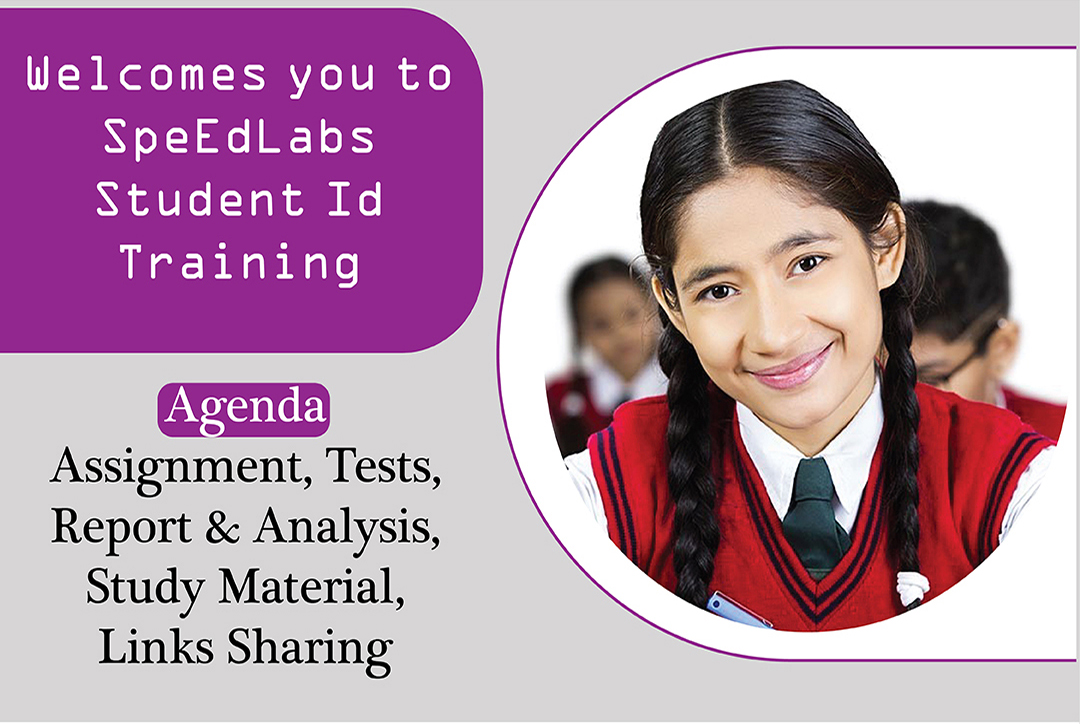 Welcomes you to
SpeEdLabs
Student Id
Training
Agenda
Assignment, Tests,
Report & Analysis,
Study Material,
Links Sharing